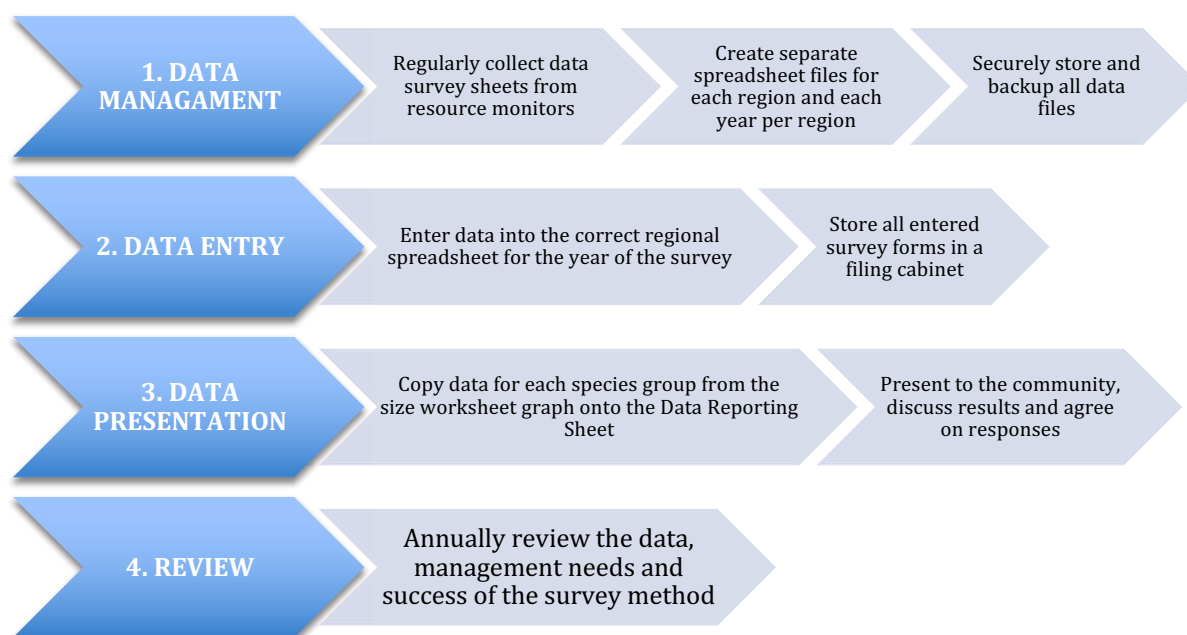 1. DATA
MANAGAMENT
Regularly collect data
survey sheets from
resource monitors
Create separate
spreadsheet files for
each region and each
year per region
Securely store and
backup all data
files
2. DATA ENTRY
Enter data into the correct regional
spreadsheet for the year of the survey
Store all entered
survey forms in a
filing cabinet
3. DATA
PRESENTATION
Copy data for each species group from the
size worksheet graph onto the Data Reporting
Sheet
Present to the community,
discuss results and agree
on responses
4. REVIEW
Annually review the data,
management needs and
success of the survey method